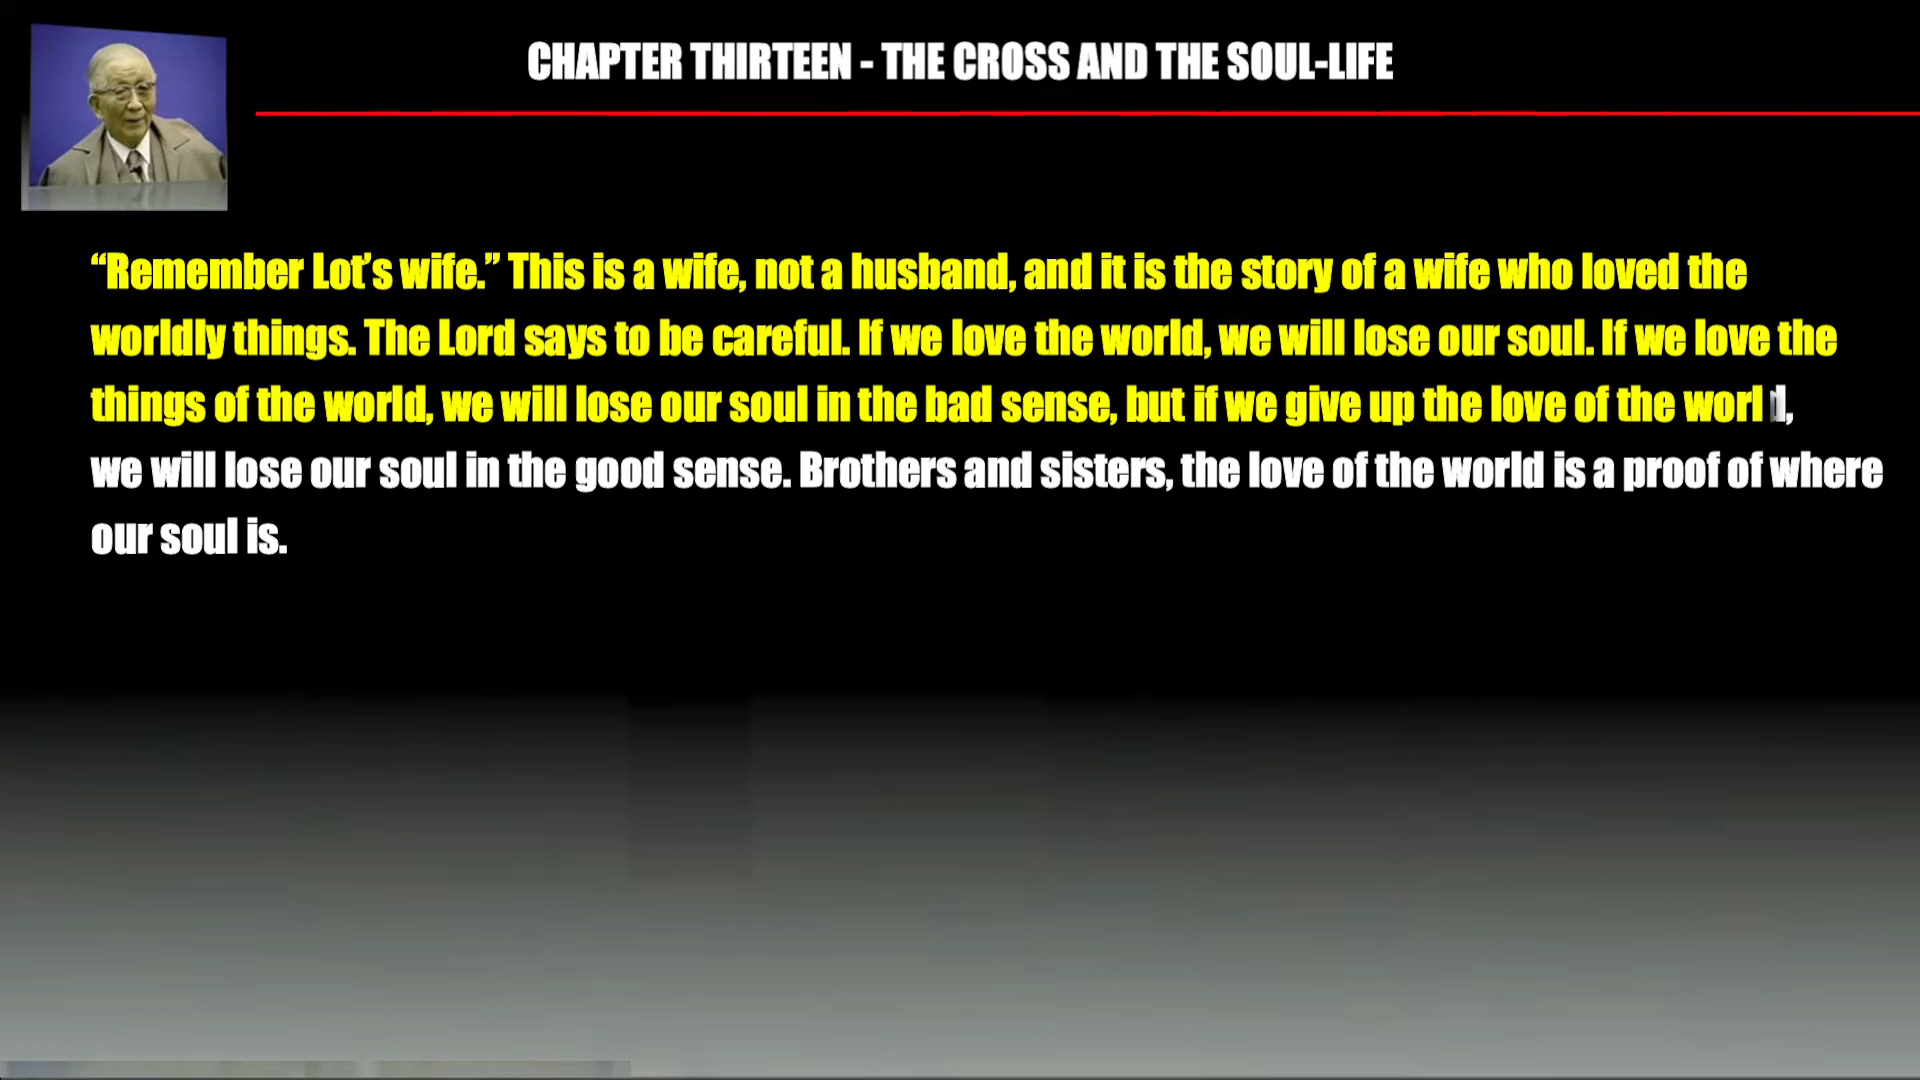 CHAPTER THIRTEEN - THE CROSS AND THE SOUL-LIFE
“Remember Lot’s wife.” This is a wife, not a husband, and it is the story of a wife who loved the
worldly things. The Lord says to be careful. If we love the world, we will lose our soul. If we love the
things of the world, we will lose our soul in the bad sense, but if we give up the love of the world,
we will lose our soul in the good sense. Brothers and sisters, the love of the world is a proof of where
our soul is.